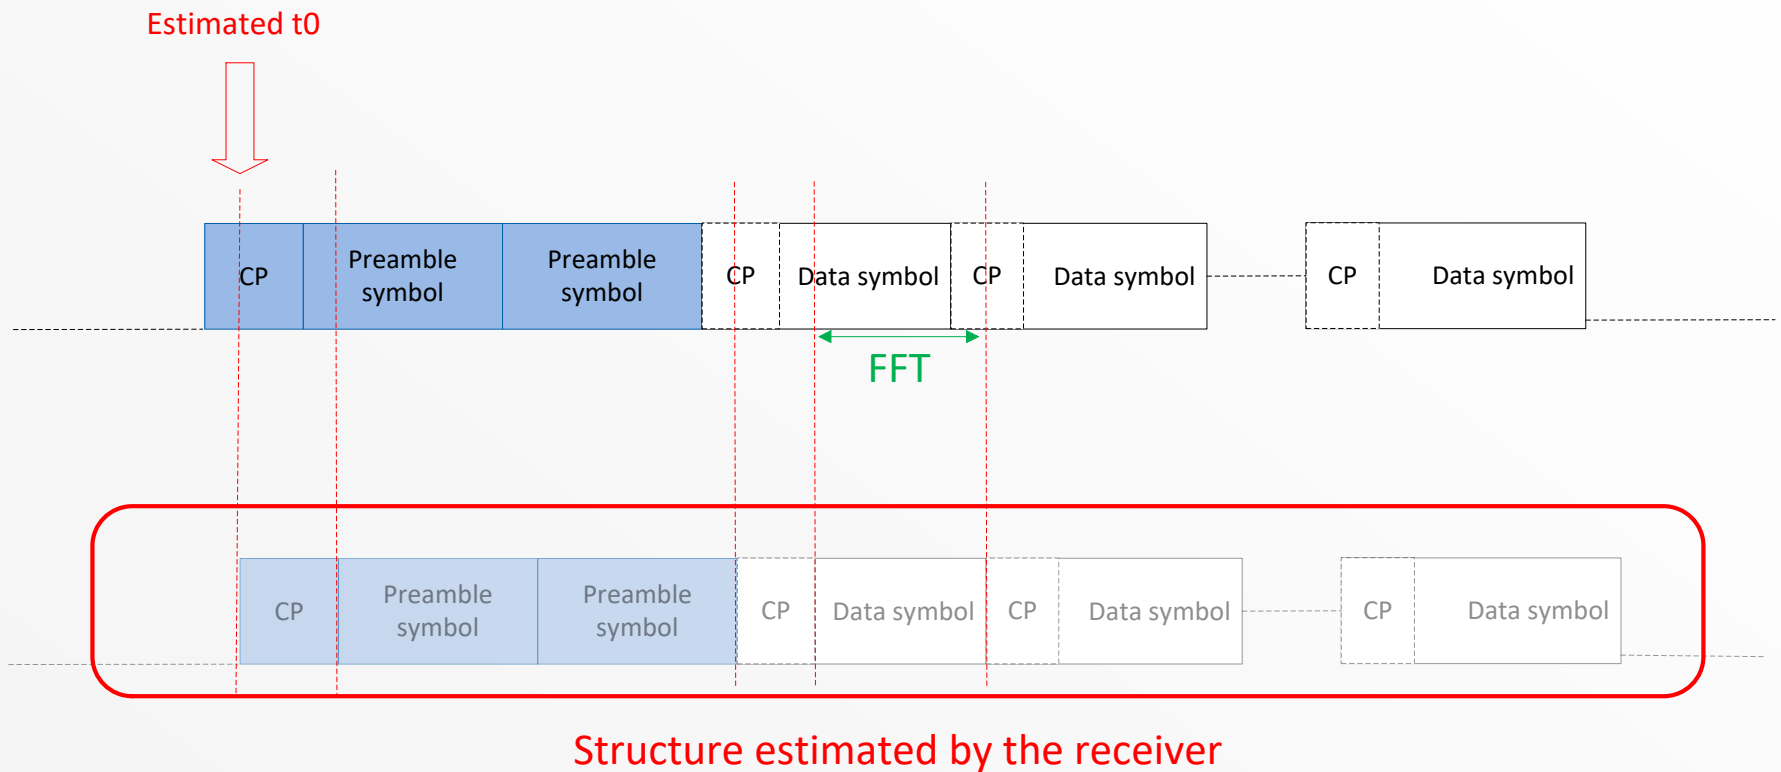 Estimated t0
CP
Preamble
symbol
Preamble
symbol
CP
Data symbol
CP
Data symbol
CP
Data symbol
FFT
CP
Preamble
symbol
Preamble
symbol
CP
Data symbol
CP
Data symbol
CP
Data symbol
Structure estimated by the receiver